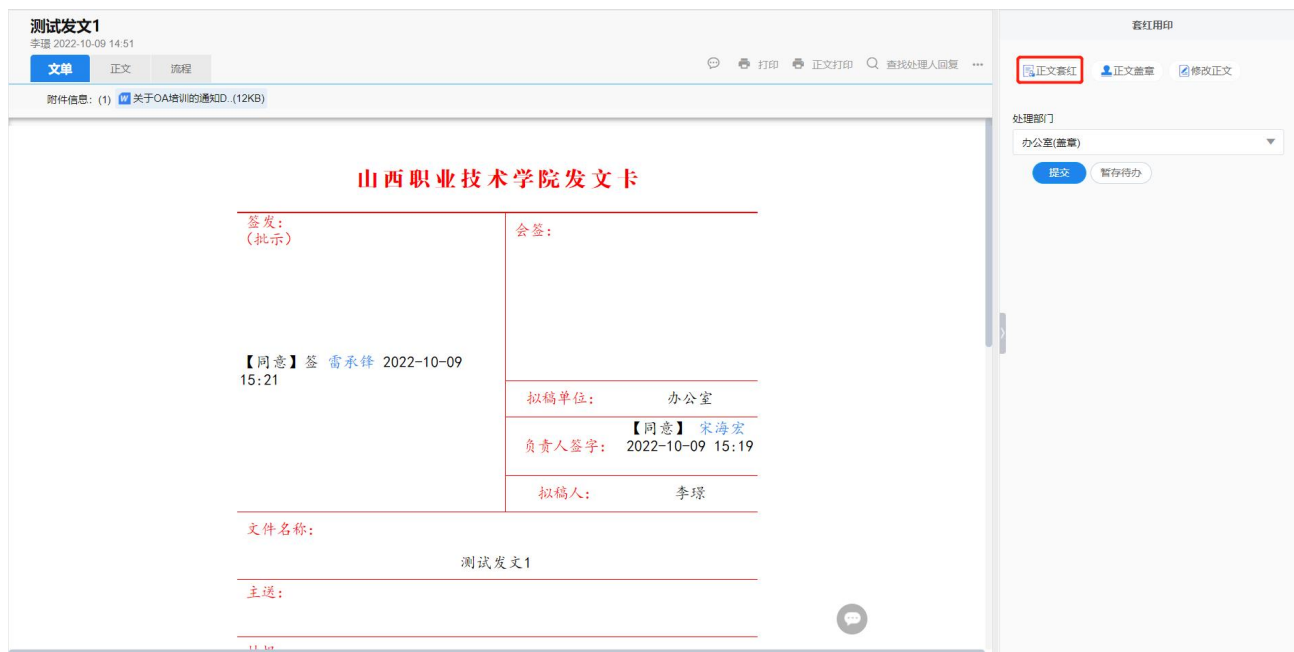 测试发文1
李璟 2022-10-09 14:51
文单 正文 流程
打印 正文打印 查找处理人回复 ...
附件信息: (1) 关于OA培训的通知D..(12KB)
山西职业技术学院发文卡
签发:
(批示)
会签:
【同意】签 雷承锋 2022-10-09
15:21
拟稿单位: 办公室
负责人签字: 【同意】 宋海宏
2022-10-09 15:19
拟稿人: 李璟
文件名称:
测试发文1
主送:
套红用印
正文套红 正文盖章 修改正文
处理部门
办公室(盖章)
提交 暂存待办